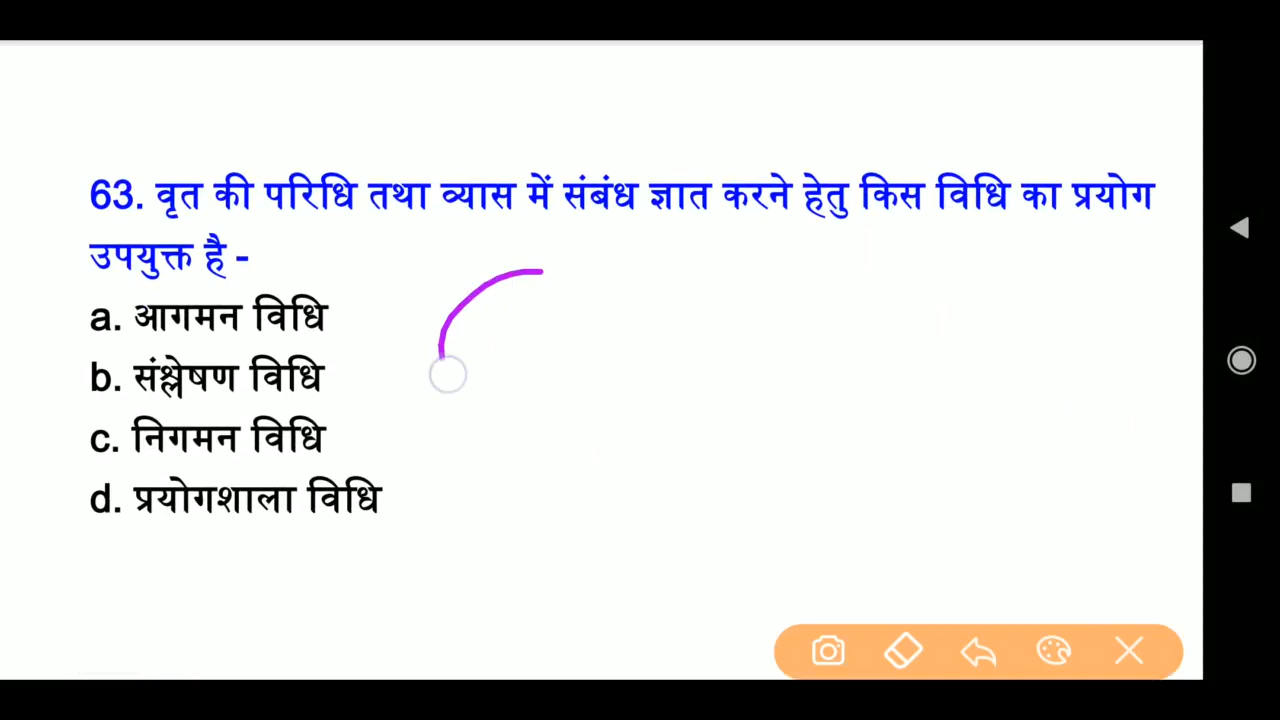 63. वृत की परिधि तथा व्यास में संबंध ज्ञात करने हेतु किस विधि का प्रयोग
उपयुक्त है -
a. आगमन विधि
b. संश्लेषण विधि
c. निगमन विधि
d. प्रयोगशाला विधि